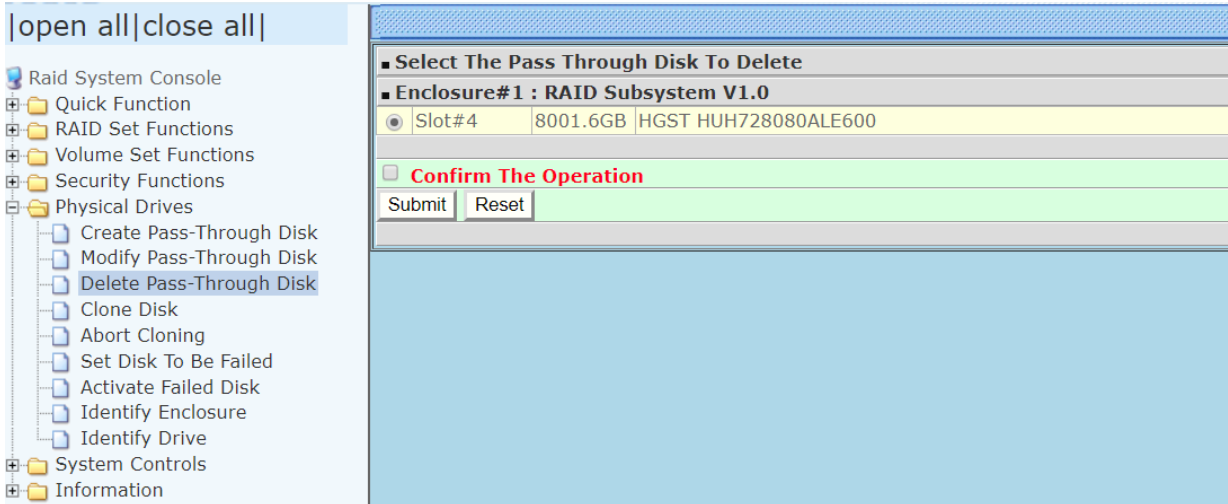 |open all|close all|
Raid System Console
Quick Function
RAID Set Functions
Volume Set Functions
Security Functions
Physical Drives
Create Pass-Through Disk
Modify Pass-Through Disk
Delete Pass-Through Disk
Clone Disk
Abort Cloning
Set Disk To Be Failed
Activate Failed Disk
Identify Enclosure
Identify Drive
System Controls
Information
Select The Pass Through Disk To Delete
Enclosure#1 : RAID Subsystem V1.0
Slot#4 8001.6GB HGST HUH728080ALE600
Confirm The Operation
Submit Reset